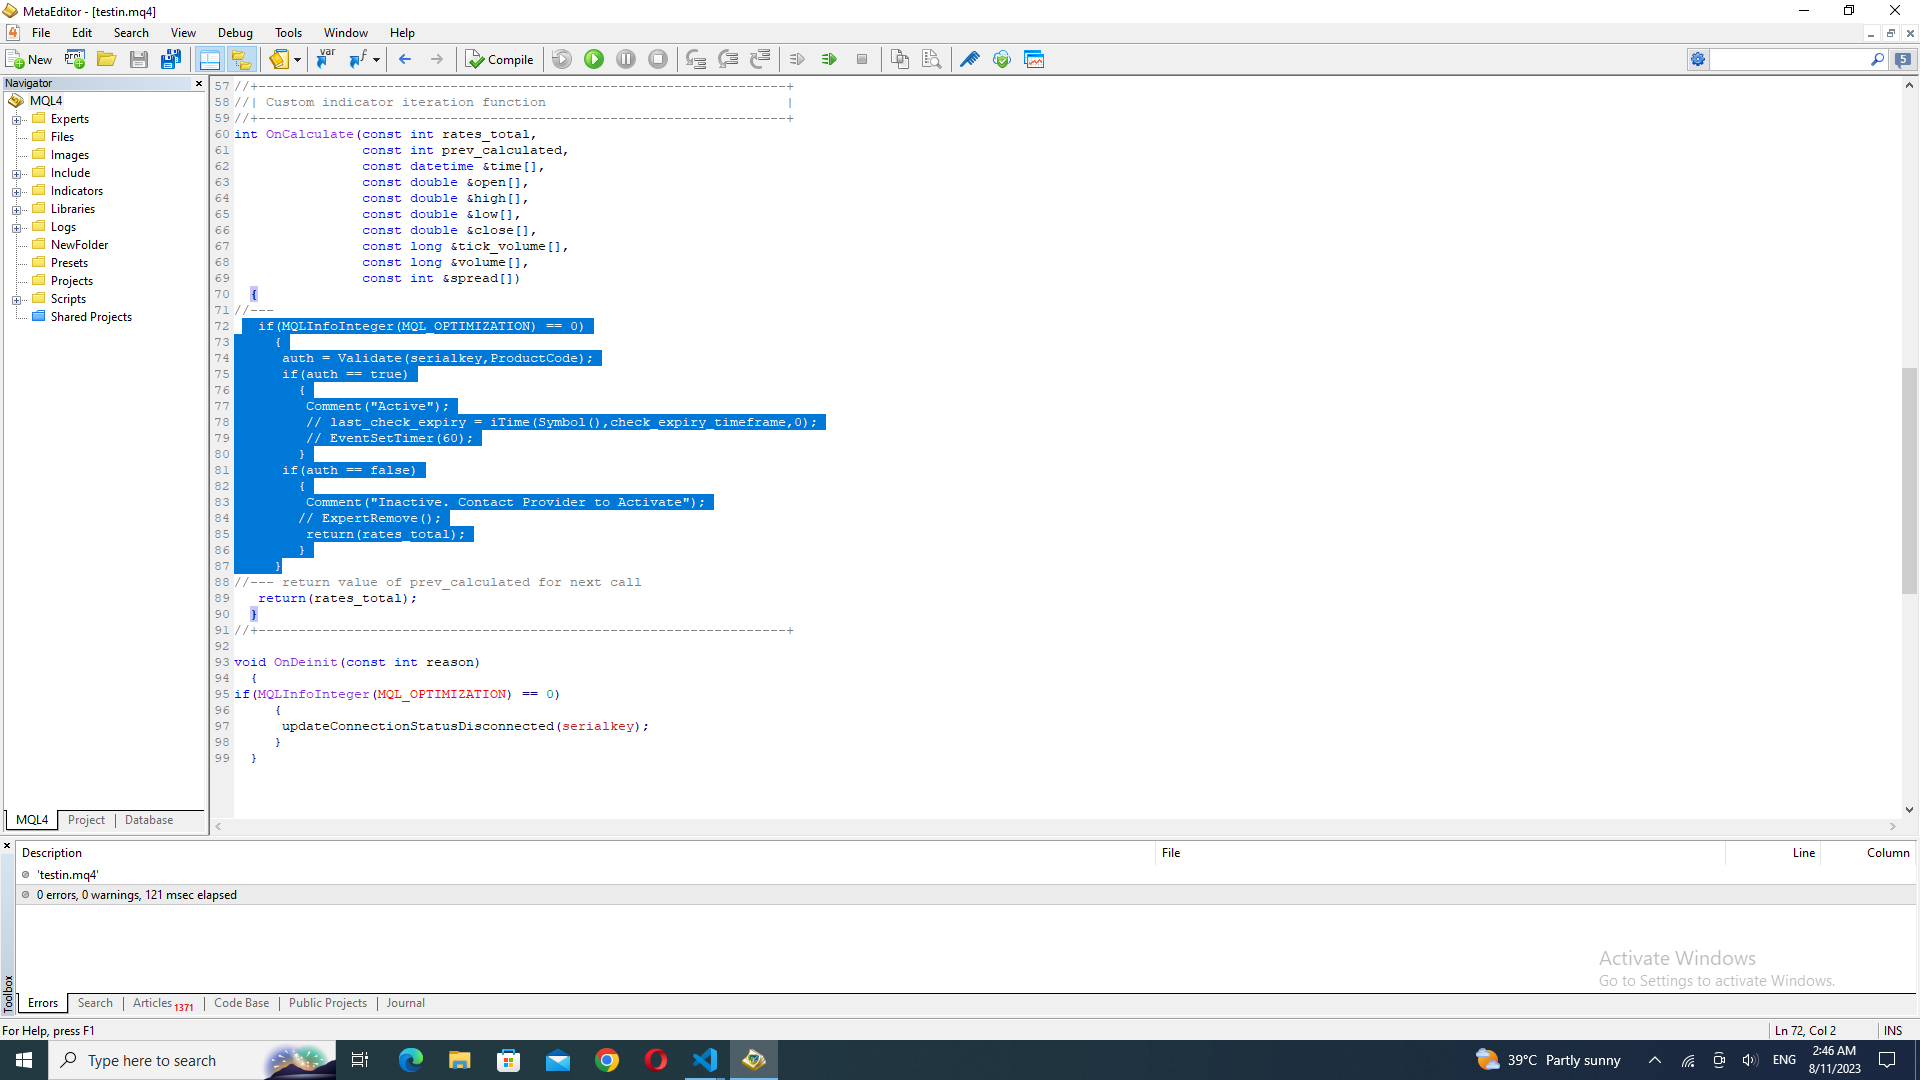 MetaEditor - [testin.mq4]
File Edit Search View Debug Tools Window Help
New proj var Compile 5
Navigator
MQL4
Experts
Files
Images
Include
Indicators
Libraries
Logs
NewFolder
Presets
Projects
Scripts
Shared Projects
MQL4 Project Database
57 //+------------------------------------------------------------------+
58 //| Custom indicator iteration function                              |
59 //+------------------------------------------------------------------+
60 int OnCalculate(const int rates_total,
61                 const int prev_calculated,
62                 const datetime &time[],
63                 const double &open[],
64                 const double &high[],
65                 const double &low[],
66                 const double &close[],
67                 const long &tick_volume[],
68                 const long &volume[],
69                 const int &spread[])
70   {
71 //---
72    if(MQLInfoInteger(MQL_OPTIMIZATION) == 0)
73      {
74       auth = Validate(serialkey,ProductCode);
75       if(auth == true)
76         {
77          Comment("Active");
78          // last_check_expiry = iTime(Symbol(),check_expiry_timeframe,0);
79          // EventSetTimer(60);
80         }
81       if(auth == false)
82         {
83          Comment("Inactive. Contact Provider to Activate");
84         // ExpertRemove();
85          return(rates_total);
86         }
87      }
88 //--- return value of prev_calculated for next call
89    return(rates_total);
90   }
91 //+------------------------------------------------------------------+
92
93 void OnDeinit(const int reason)
94   {
95 if(MQLInfoInteger(MQL_OPTIMIZATION) == 0)
96      {
97       updateConnectionStatusDisconnected(serialkey);
98      }
99   }
Description File Line Column
'testin.mq4'
0 errors, 0 warnings, 121 msec elapsed
Activate Windows
Go to Settings to activate Windows.
Toolbox
Errors Search Articles 1371 Code Base Public Projects Journal
For Help, press F1 Ln 72, Col 2 INS
Type here to search 39°C Partly sunny ENG 2:46 AM
8/11/2023